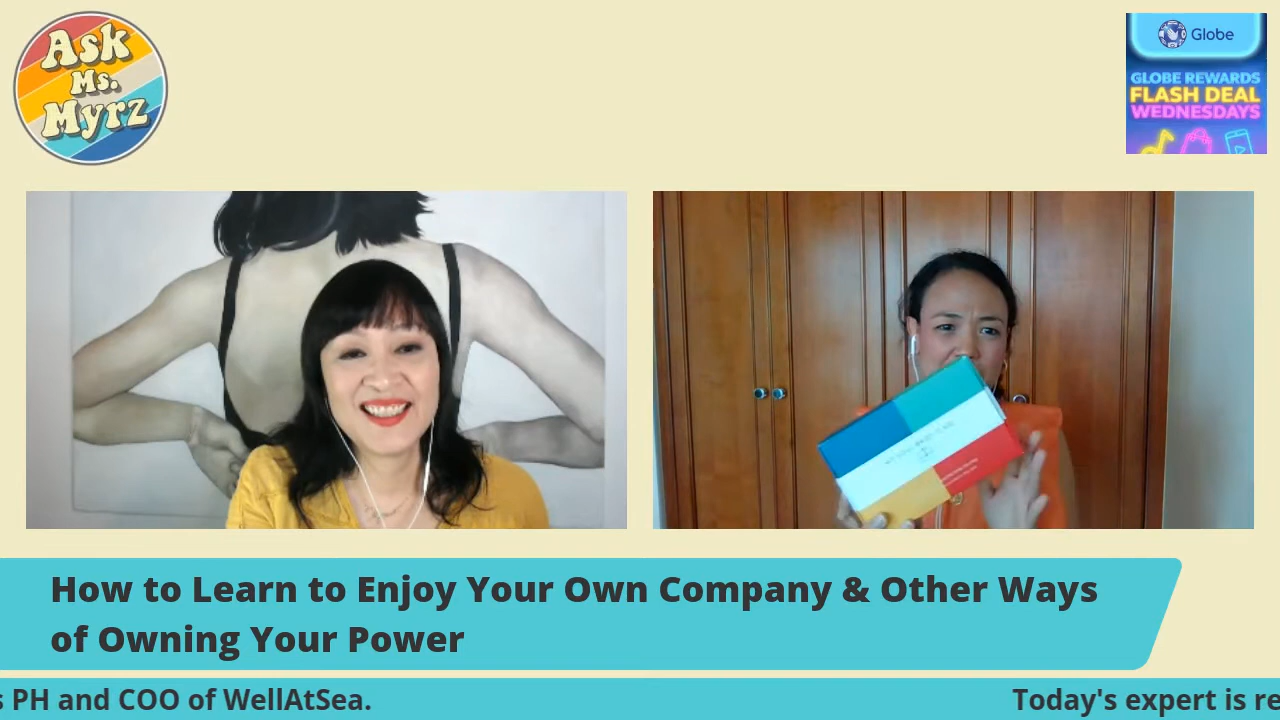 Ask
Ms.
Myrz
Globe
GLOBE REWARDS
FLASH DEAL
WEDNESDAYS
How to Learn to Enjoy Your Own Company & Other Ways
of Owning Your Power
s PH and COO of WellAtSea.
Today's expert is re